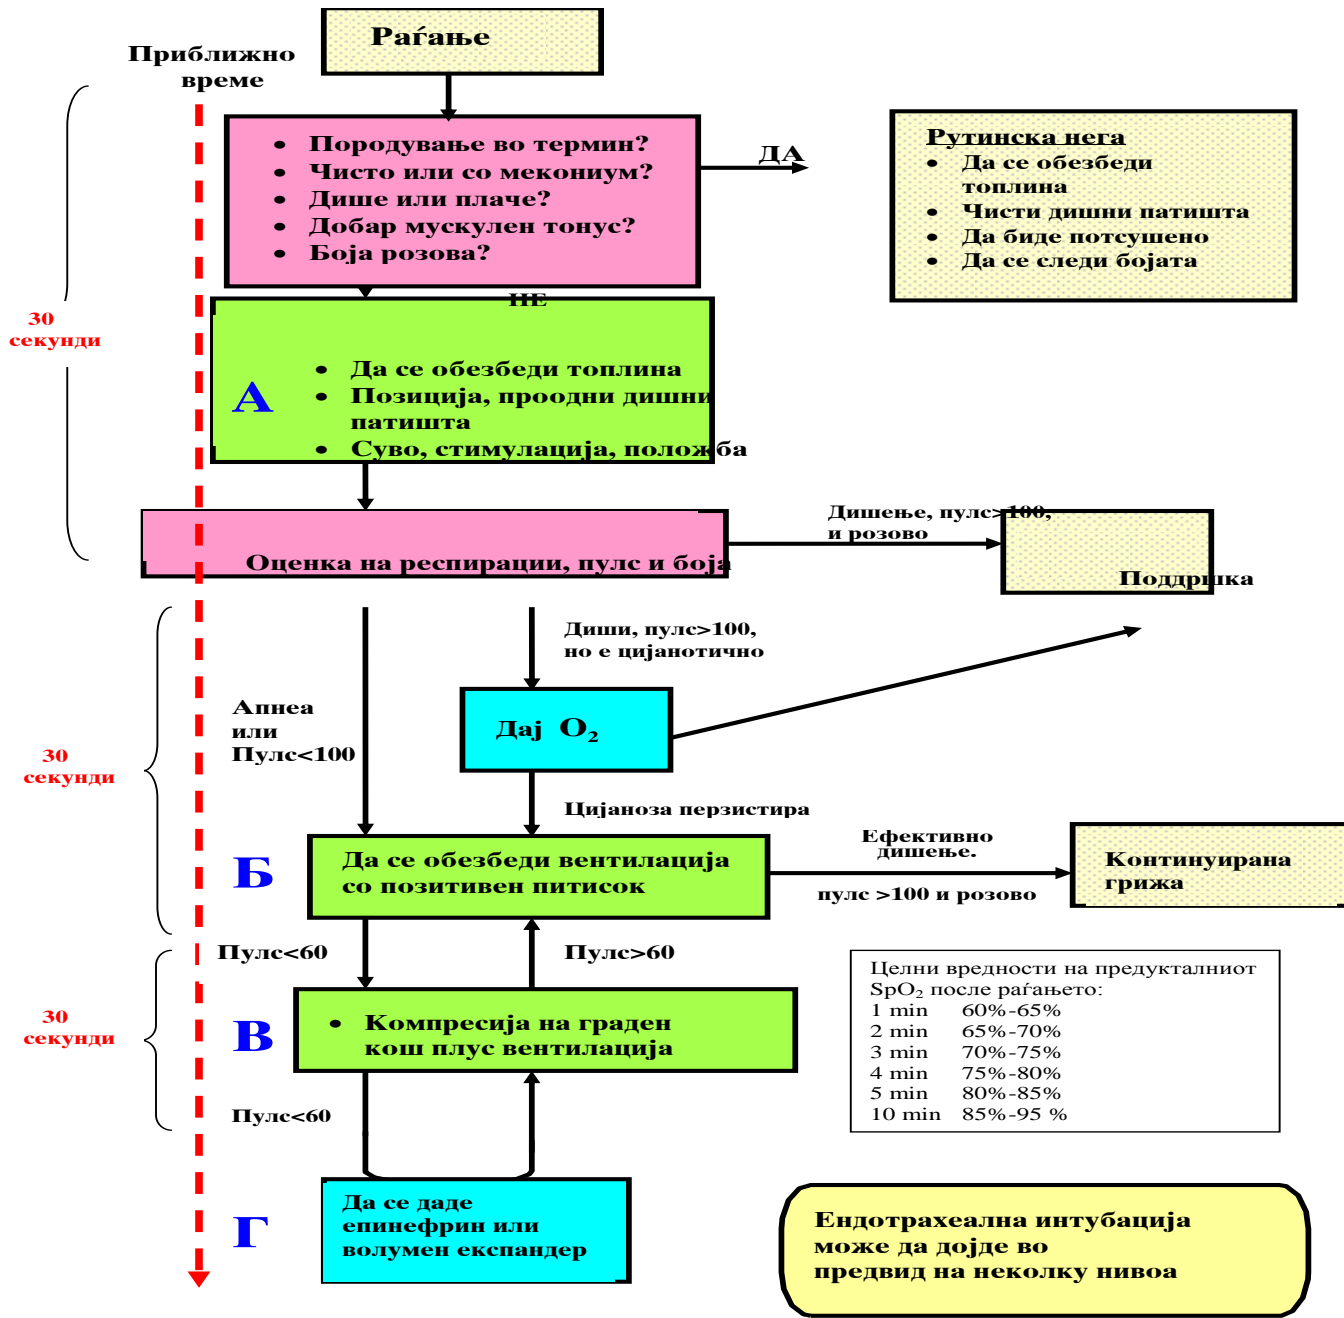 Раѓање
Приближно
време
Породување во термин?
Чисто или со мекониум?
Дише или плаче?
Добар мускулен тонус?
Боја розова?
ДА
Рутинска нега
Да се обезбеди
топлина
Чисти дишни патишта
Да биде потсушено
Да се следи бојата
НЕ
30
секунди
А
Да се обезбеди топлина
Позиција, проодни дишни
патишта
Суво, стимулација, положба
Оценка на респирации, пулс и боја
Дишење, пулс>100,
и розово
Поддршка
Диши, пулс>100,
но е цијанотично
Апнеа
или
Пулс<100
Дај O₂
30
секунди
Цијаноза перзистира
Б
Да се обезбеди вентилација
со позитивен питисок
Ефективно
дишење.
пулс >100 и розово
Континуирана
грижа
Пулс<60
Пулс>60
30
секунди
В
Компресија на граден
кош плус вентилација
Целни вредности на предукталниот
SpO₂ после раѓањето:
1 min 60%-65%
2 min 65%-70%
3 min 70%-75%
4 min 75%-80%
5 min 80%-85%
10 min 85%-95 %
Пулс<60
Г
Да се даде
епинефрин или
волумен експандер
Ендотрахеална интубација
може да дојде во
предвид на неколку нивоа